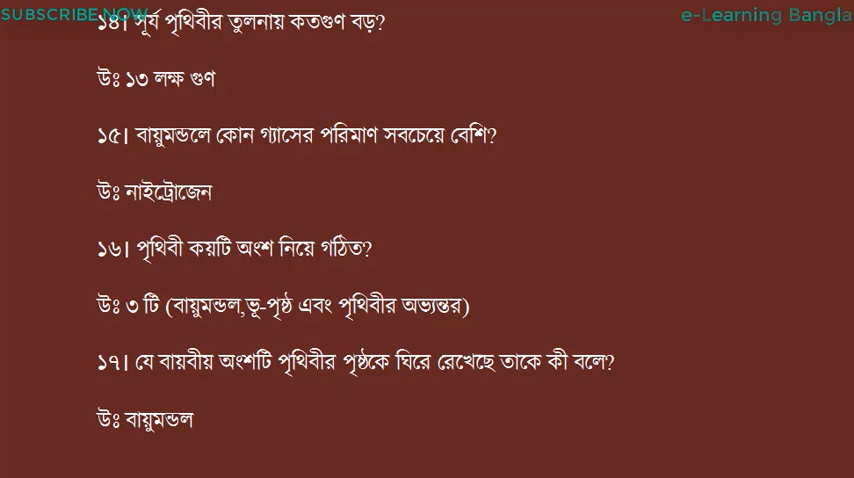 SUBSCRIBE NOW
e-Learning Bangla
১৪। সূর্য পৃথিবীর তুলনায় কতগুণ বড়?
উঃ ১৩ লক্ষ গুণ
১৫। বায়ুমন্ডলে কোন গ্যাসের পরিমাণ সবচেয়ে বেশি?
উঃ নাইট্রোজেন
১৬। পৃথিবী কয়টি অংশ নিয়ে গঠিত?
উঃ ৩ টি (বায়ুমন্ডল,ভূ-পৃষ্ঠ এবং পৃথিবীর অভ্যন্তর)
১৭। যে বায়বীয় অংশটি পৃথিবীর পৃষ্ঠকে ঘিরে রেখেছে তাকে কী বলে?
উঃ বায়ুমন্ডল